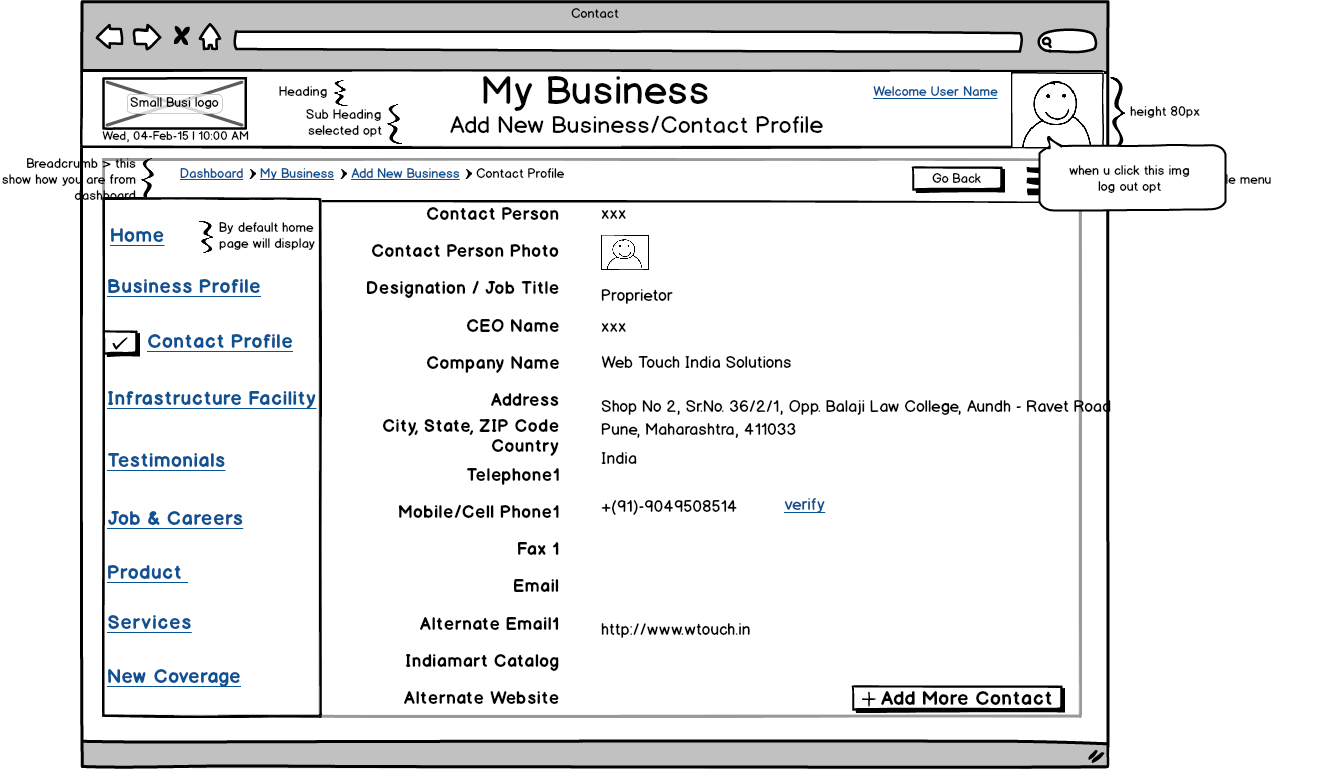 Contact
Small Busi logo
Wed, 04-Feb-15 I 10:00 AM
Heading
Sub Heading
selected opt
My Business
Add New Business/Contact Profile
Welcome User Name
height 80px
Breadcrumb > this
show how you are from
dashboard
Dashboard My Business Add New Business Contact Profile
Go Back
when u click this img
log out opt
menu
Home
By default home
page will display
Business Profile
Contact Profile
Infrastructure Facility
Testimonials
Job & Careers
Product
Services
New Coverage
Contact Person xxx
Contact Person Photo
Designation / Job Title Proprietor
CEO Name xxx
Company Name Web Touch India Solutions
Address Shop No 2, Sr.No. 36/2/1, Opp. Balaji Law College, Aundh - Ravet Road
City, State, ZIP Code Pune, Maharashtra, 411033
Country India
Telephone1
Mobile/Cell Phone1 +(91)-9049508514 verify
Fax 1
Email
Alternate Email1 http://www.wtouch.in
Indiamart Catalog
Alternate Website
+ Add More Contact